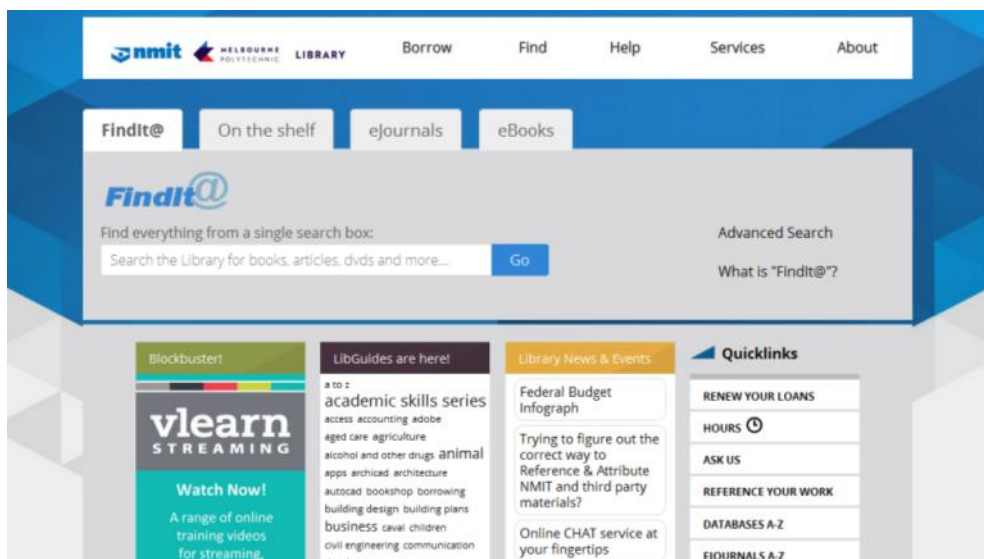 nmit MELBOURNE POLYTECHNIC LIBRARY Borrow Find Help Services About
FindIt@ On the shelf eJournals eBooks
FindIt@
Find everything from a single search box:
Search the Library for books, articles, dvds and more... Go
Advanced Search
What is "FindIt@"?
Blockbuster!
vlearn
STREAMING
Watch Now!
A range of online
training videos
for streaming,
LibGuides are here!
a to z
academic skills series
access accounting adobe
aged care agriculture
alcohol and other drugs animal
apps archicad architecture
autocad bookshop borrowing
building design building plans
business caval children
civil engineering communication
Library News & Events
Federal Budget
Infograph
Trying to figure out the
correct way to
Reference & Attribute
NMIT and third party
materials?
Online CHAT service at
your fingertips
Quicklinks
RENEW YOUR LOANS
HOURS
ASK US
REFERENCE YOUR WORK
DATABASES A-Z
EJOURNALS A-Z